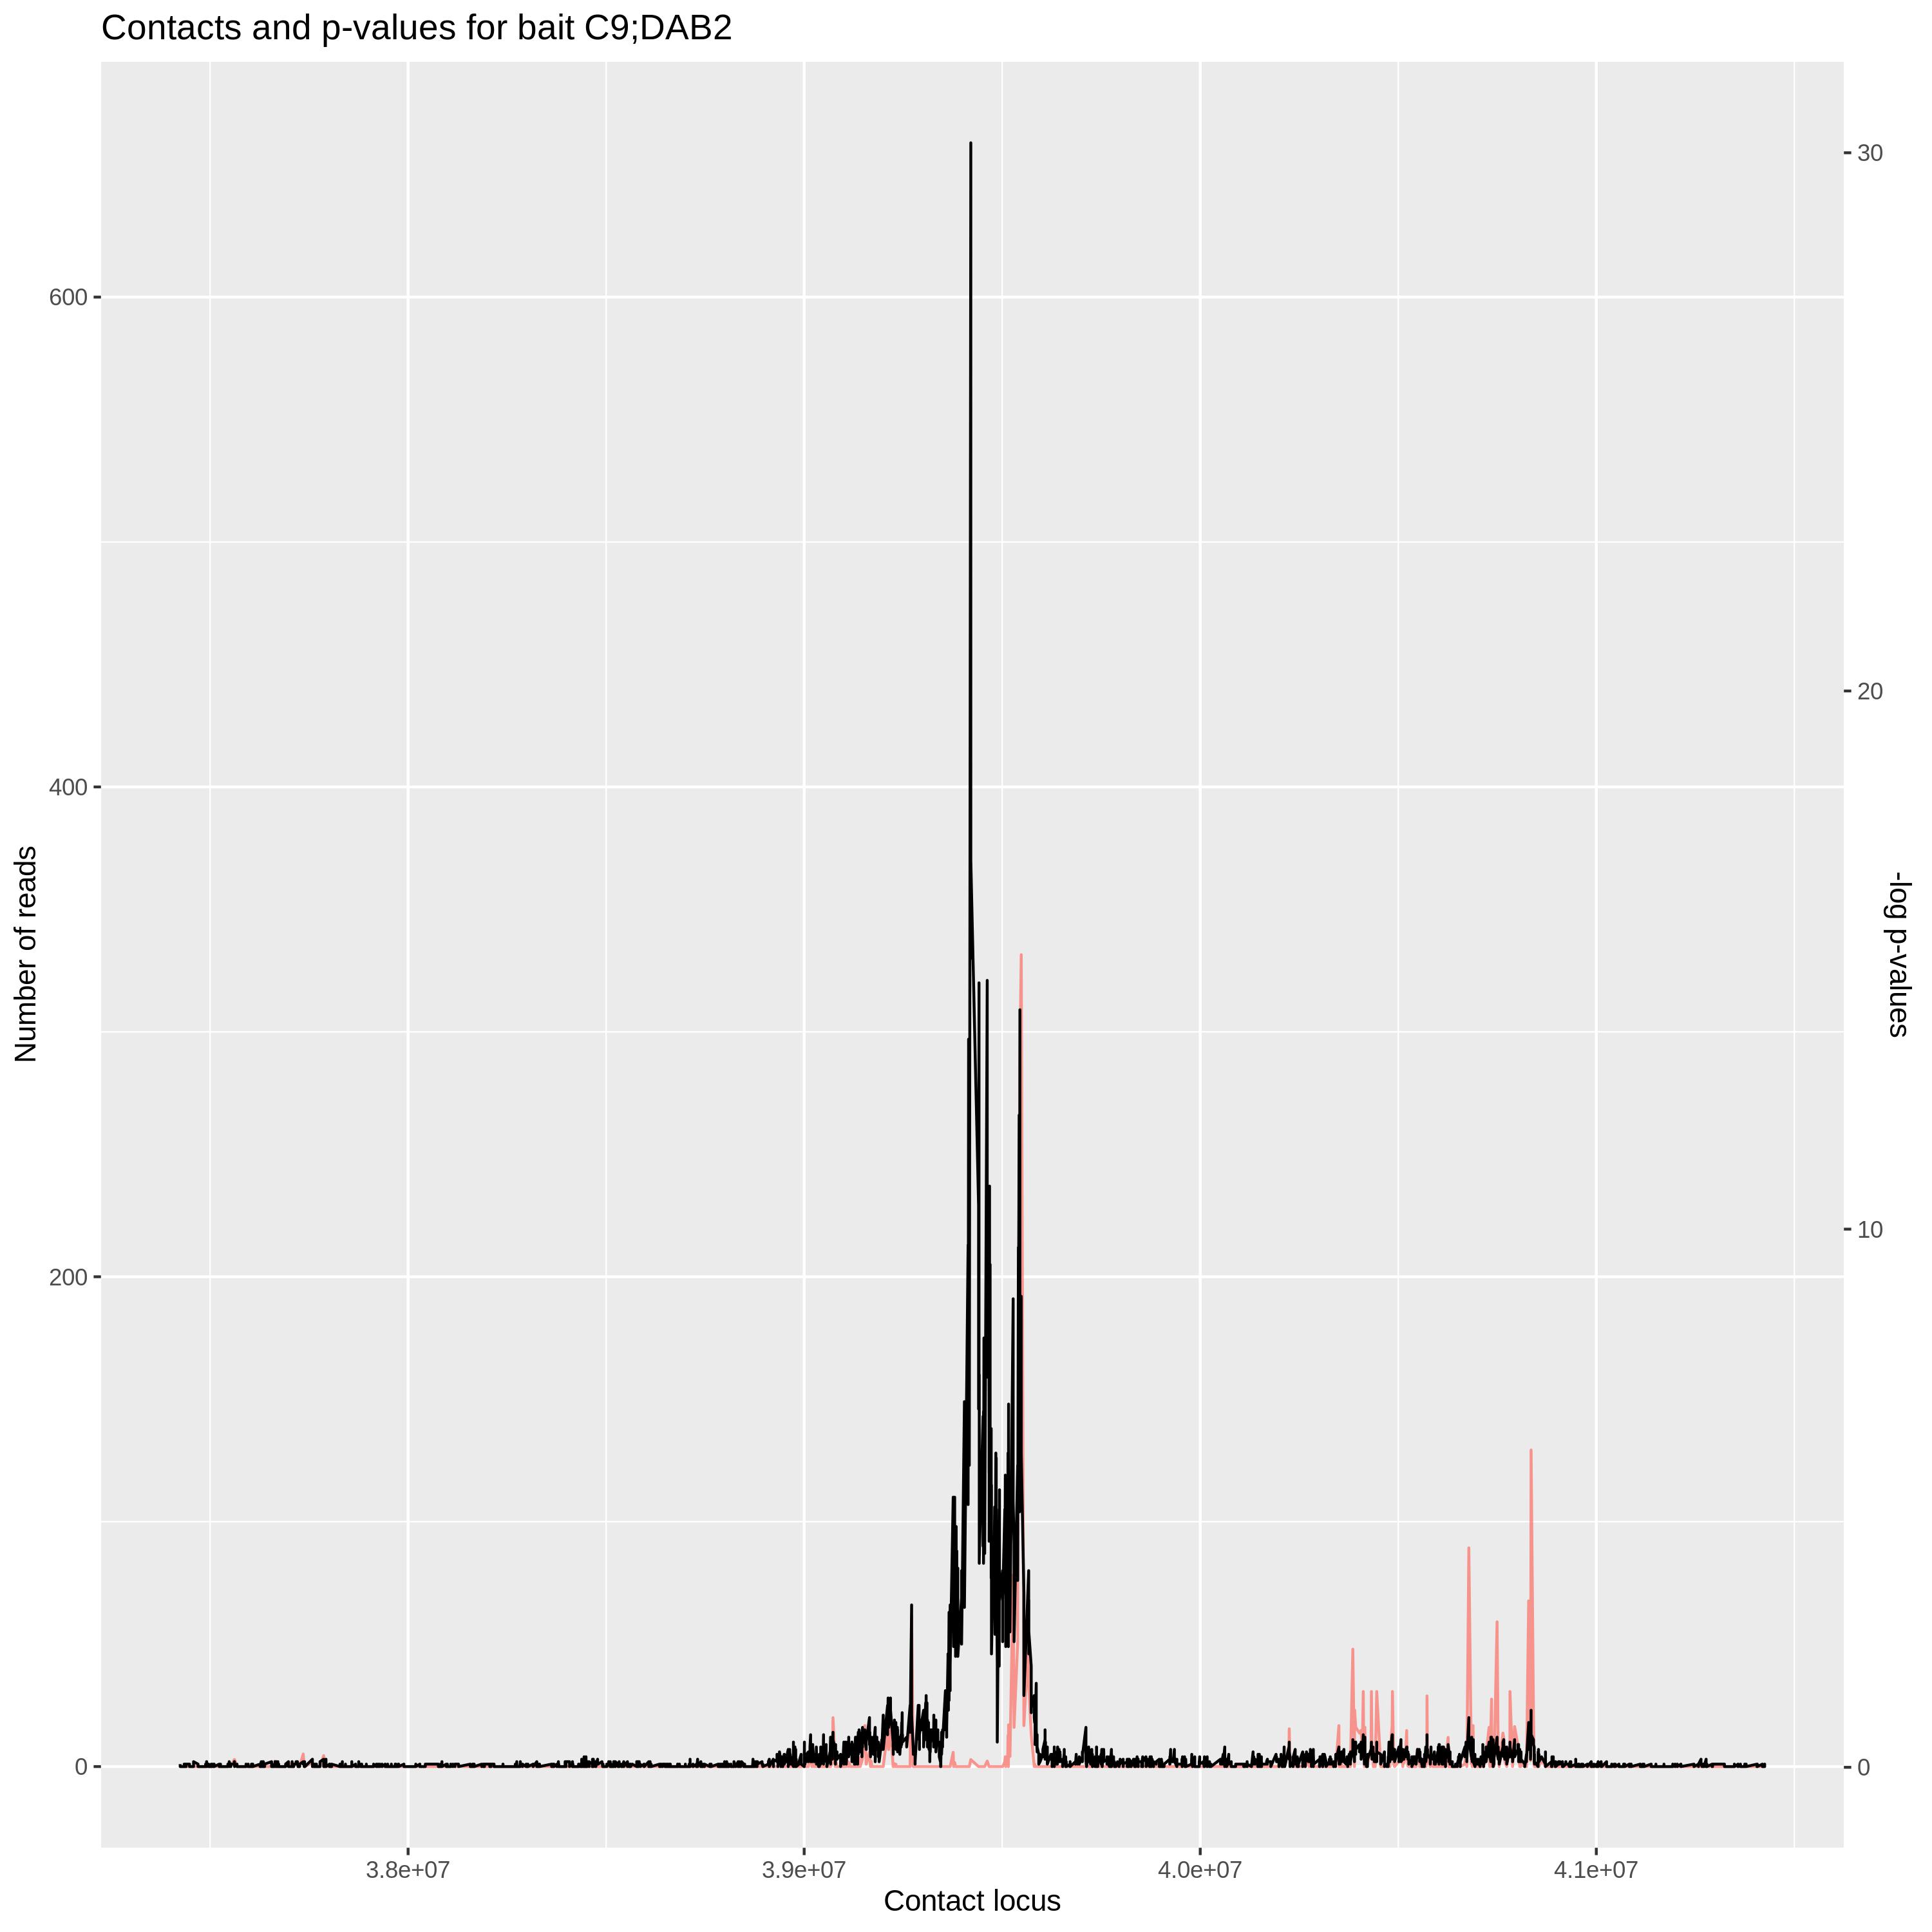 Contacts and p-values for bait C9;DAB2
600
400
200
0
Number of reads
30
20
10
0
-log p-values
3.8e+07 3.9e+07 4.0e+07 4.1e+07
Contact locus